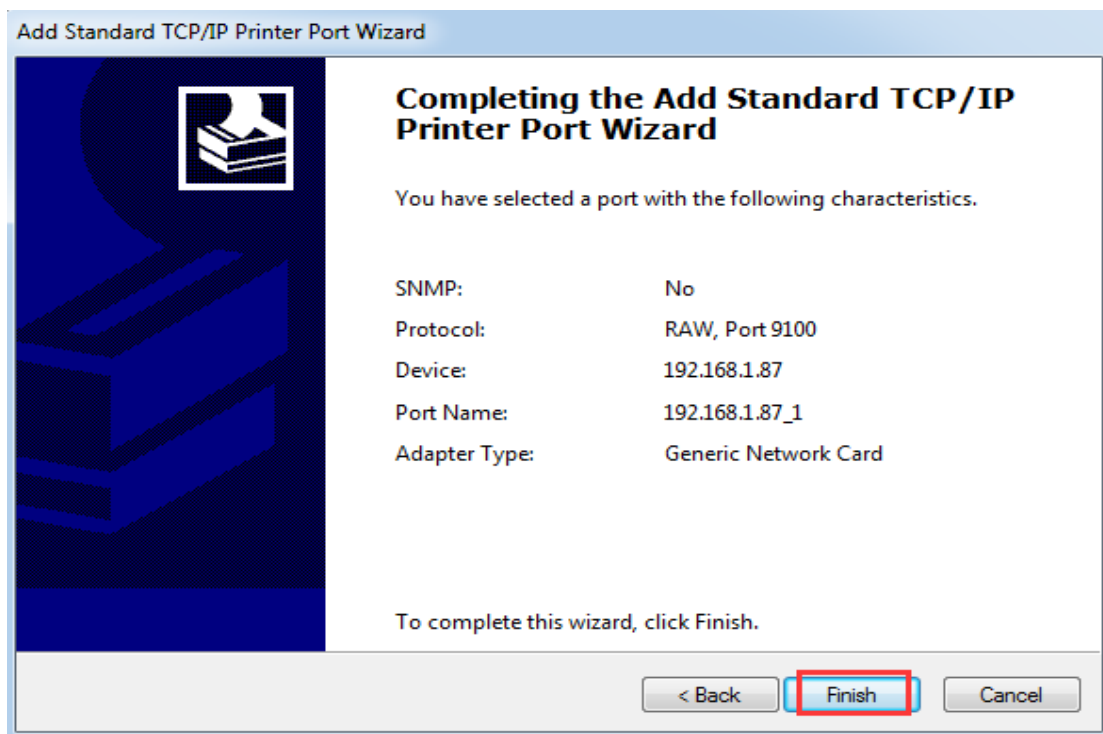 Add Standard TCP/IP Printer Port Wizard
Completing the Add Standard TCP/IP
Printer Port Wizard
You have selected a port with the following characteristics.
SNMP: No
Protocol: RAW, Port 9100
Device: 192.168.1.87
Port Name: 192.168.1.87_1
Adapter Type: Generic Network Card
To complete this wizard, click Finish.
< Back Finish Cancel